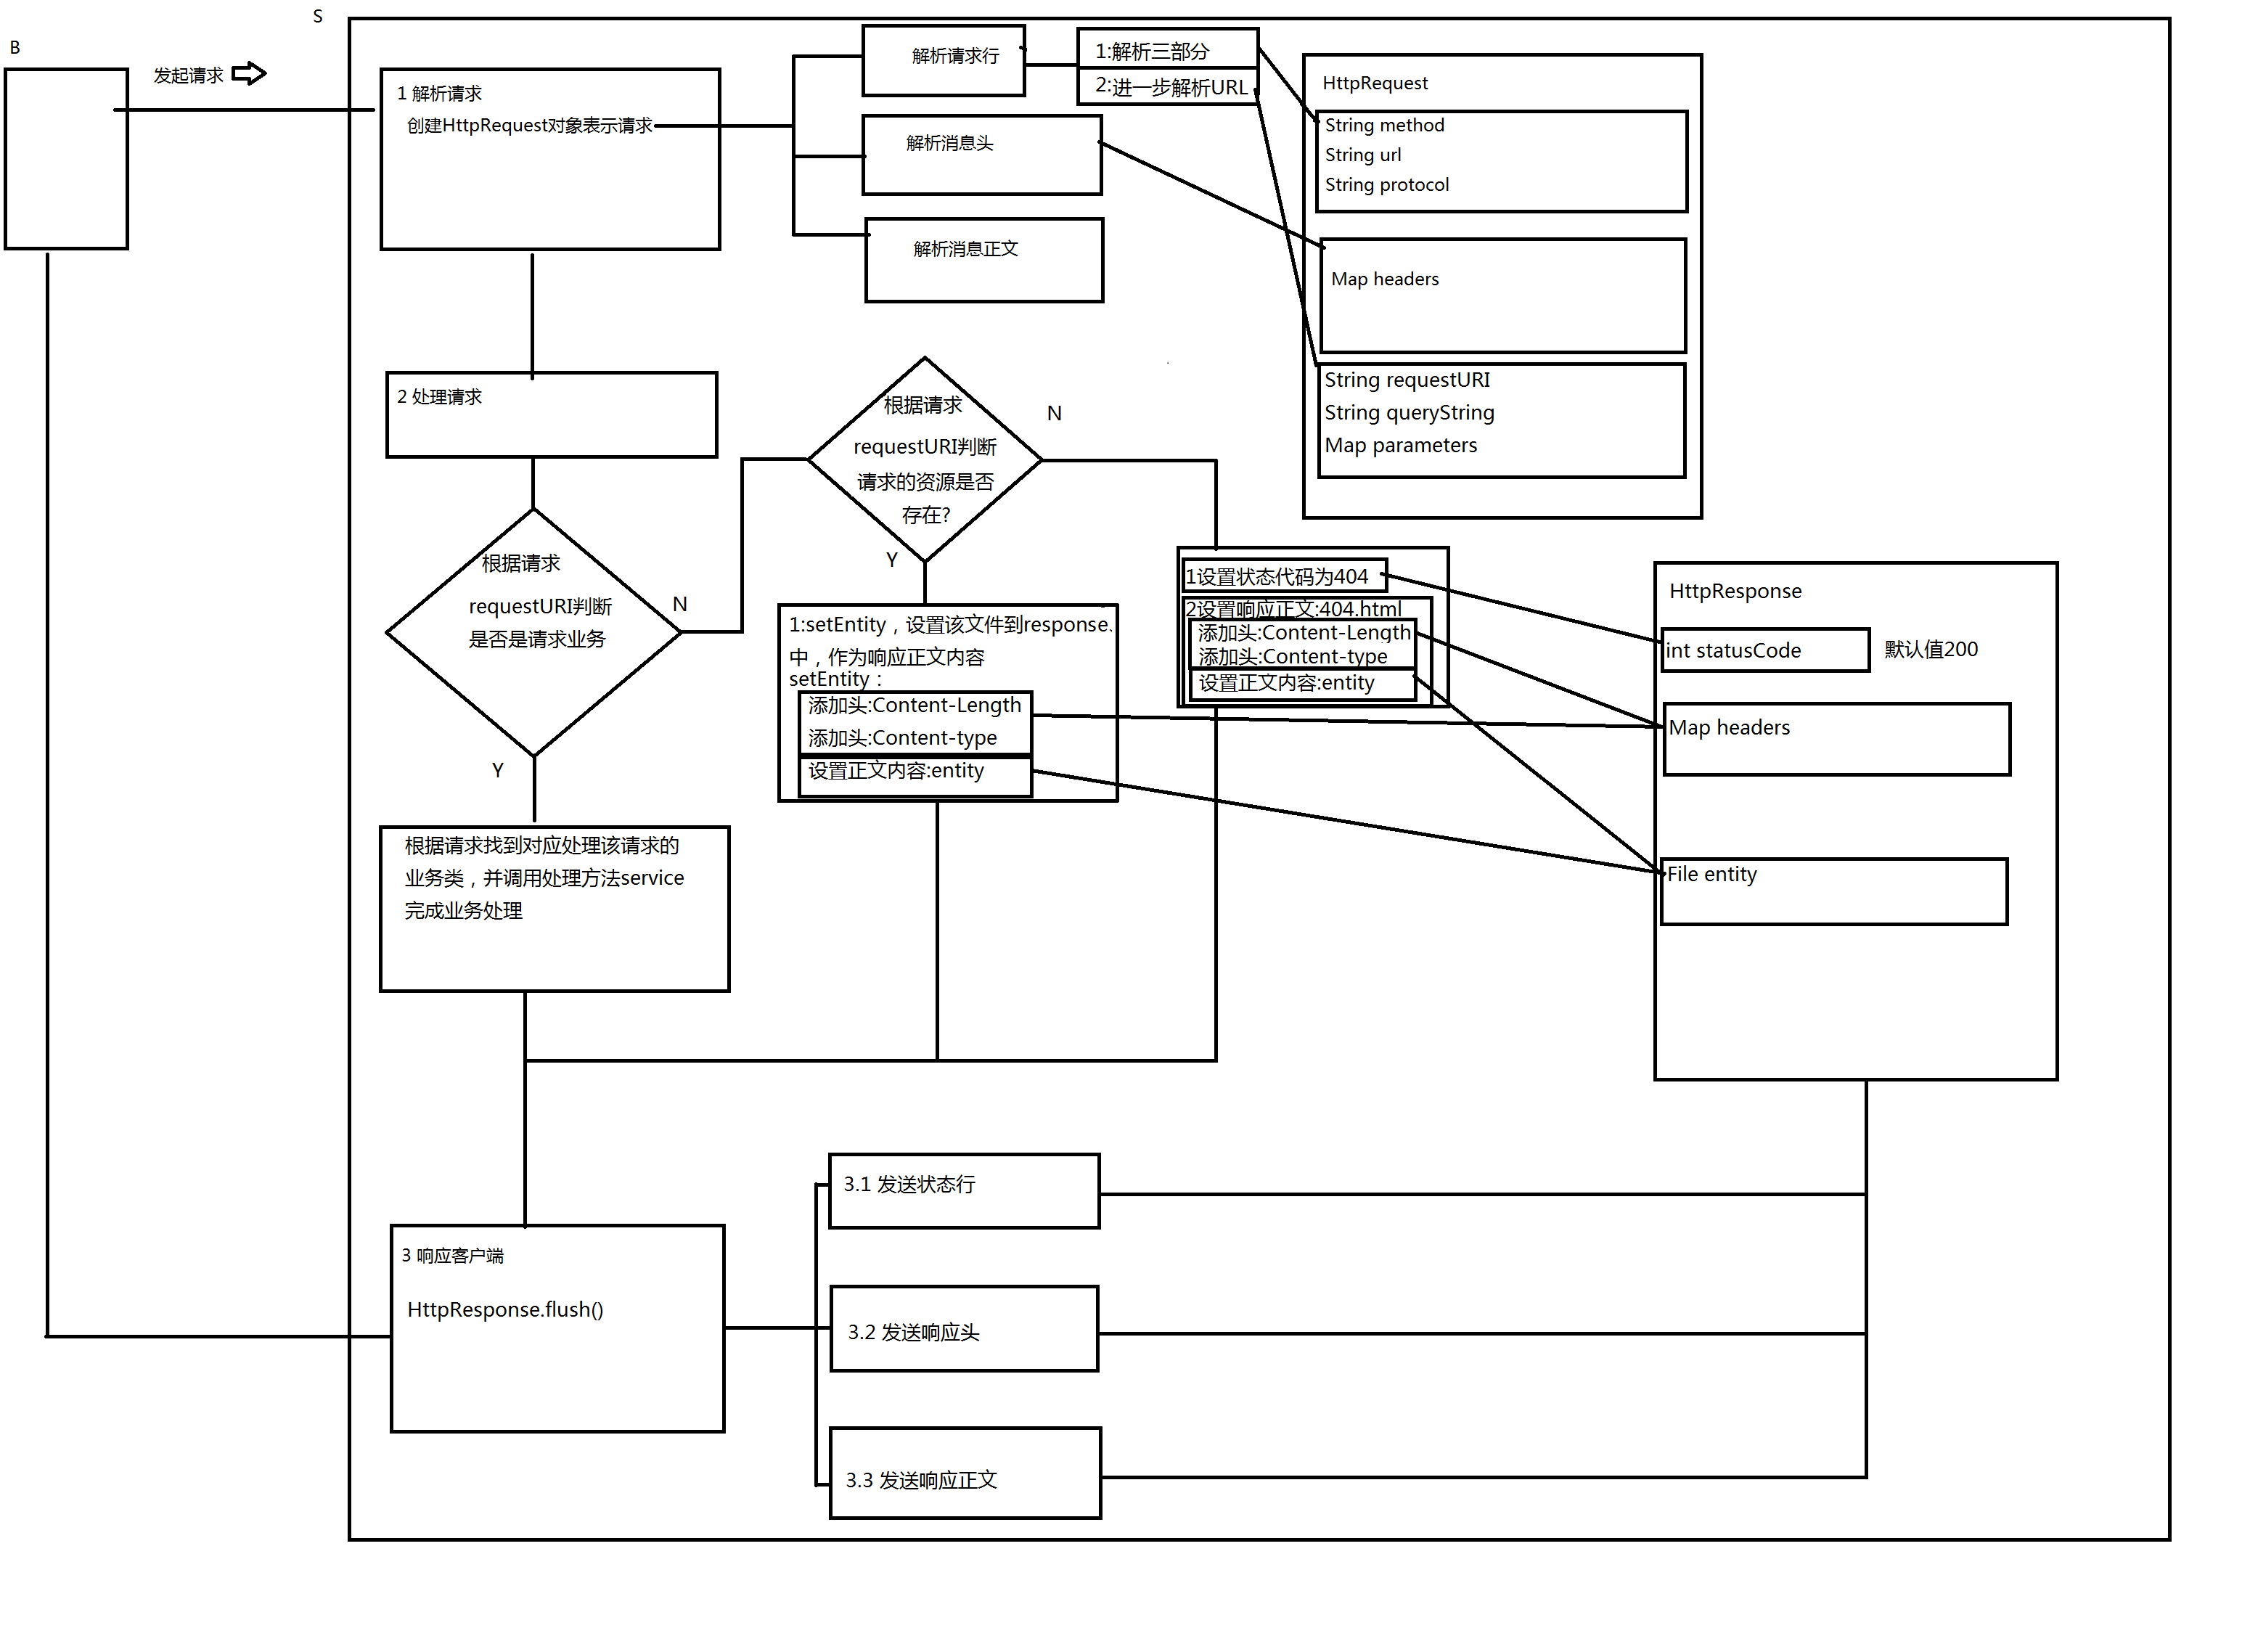 S
B
发起请求
1 解析请求
创建HttpRequest对象表示请求
解析请求行
1:解析三部分
2:进一步解析URL
解析消息头
解析消息正文
HttpRequest
String method
String url
String protocol
Map headers
String requestURI
String queryString
Map parameters
2 处理请求
根据请求
requestURI判断
是否是请求业务
N
Y
根据请求
requestURI判断
请求的资源是否
存在?
N
Y
1:setEntity，设置该文件到response、
中，作为响应正文内容
setEntity：
添加头:Content-Length
添加头:Content-type
设置正文内容:entity
1设置状态代码为404
2设置响应正文:404.html
添加头:Content-Length
添加头:Content-type
设置正文内容:entity
HttpResponse
int statusCode
默认值200
Map headers
File entity
根据请求找到对应处理该请求的
业务类，并调用处理方法service
完成业务处理
3 响应客户端
HttpResponse.flush()
3.1 发送状态行
3.2 发送响应头
3.3 发送响应正文